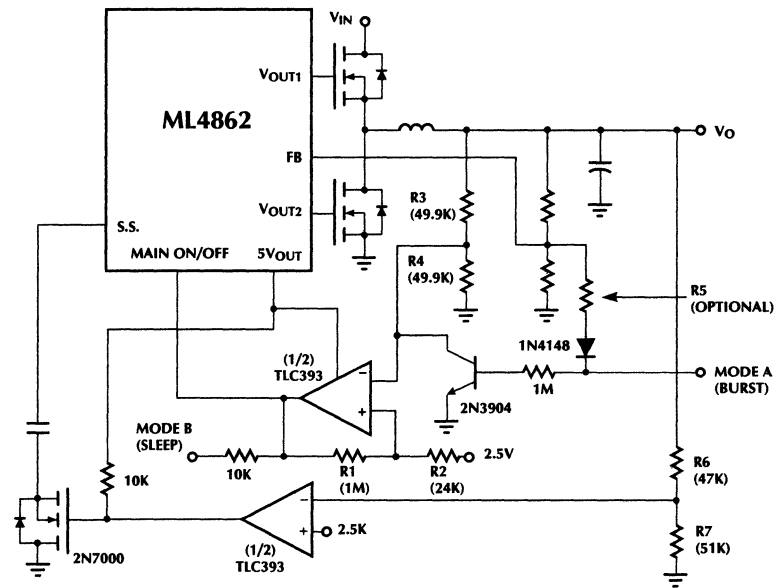 VIN
VOUT1
ML4862
VO
FB
R3
(49.9K)
VOUT2
S.S.
MAIN ON/OFF
5VOUT
R4
(49.9K)
R5
(OPTIONAL)
(1/2)
TLC393
1N4148
−
+
1M
MODE A
(BURST)
2N3904
MODE B
(SLEEP)
10K
R1
(1M)
R2
(24K)
2.5V
10K
R6
(47K)
−
+
2.5K
2N7000
(1/2)
TLC393
R7
(51K)